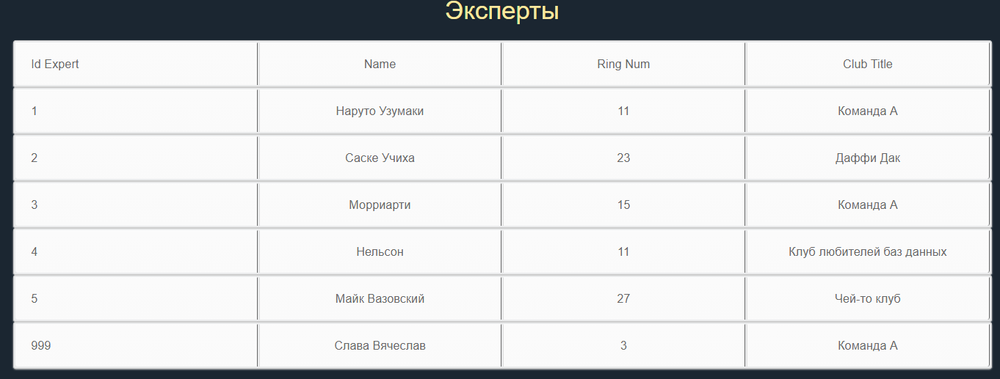 Эксперты
Id Expert Name Ring Num Club Title
1 Наруто Узумаки 11 Команда А
2 Саске Учиха 23 Даффи Дак
3 Морриарти 15 Команда А
4 Нельсон 11 Клуб любителей баз данных
5 Майк Вазовский 27 Чей-то клуб
999 Слава Вячеслав 3 Команда А